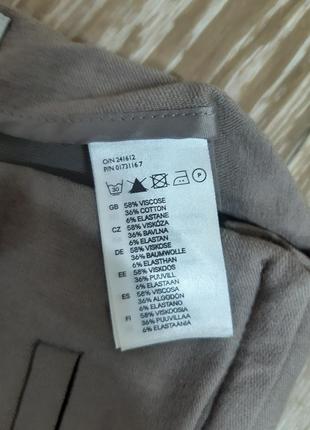 O/N 241612
P/N 0173116.7
30 P
GB 58% VISCOSE
36% COTTON
6% ELASTANE
CZ 58% VISKÓZA
36% BAVLNA
6% ELASTAN
DE 58% VISKOSE
36% BAUMWOLLE
6% ELASTHAN
EE 58% VISKOOS
36% PUUVILL
6% ELASTAAN
ES 58% VISCOSA
36% ALGODÓN
6% ELASTANO
FI 58% VISKOOSIA
36% PUUVILLAA
6% ELASTAANIA